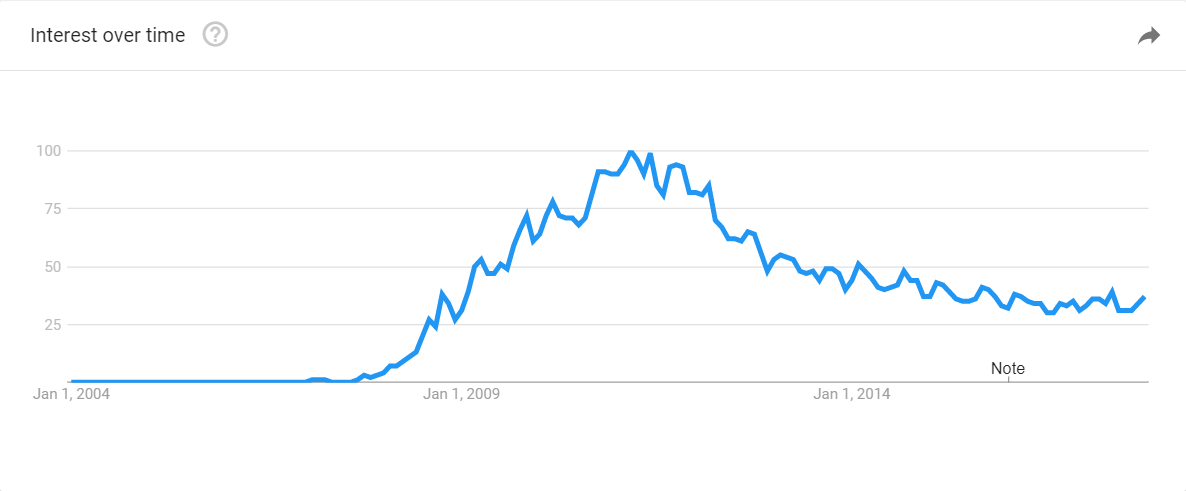 Interest over time ?
100
75
50
25
Note
Jan 1, 2004 Jan 1, 2009 Jan 1, 2014